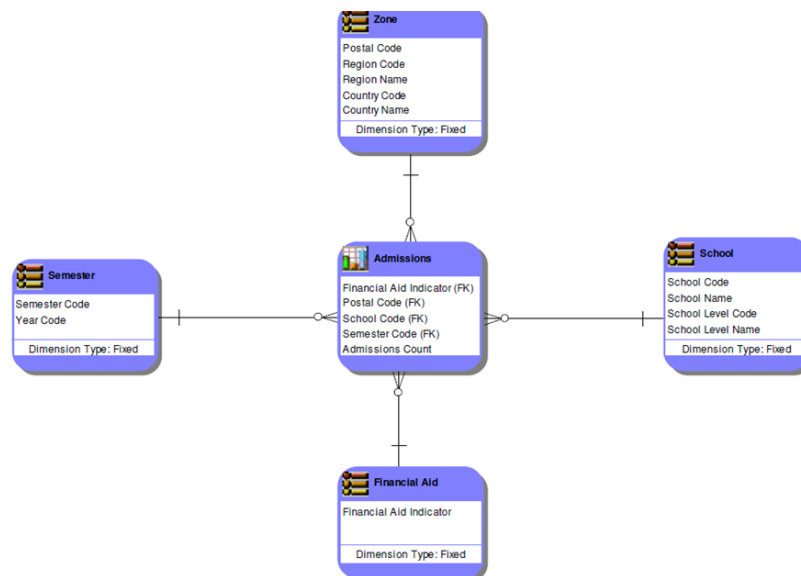 Zone
Postal Code
Region Code
Region Name
Country Code
Country Name
Dimension Type: Fixed
Semester
Semester Code
Year Code
Dimension Type: Fixed
Admissions
Financial Aid Indicator (FK)
Postal Code (FK)
School Code (FK)
Semester Code (FK)
Admissions Count
School
School Code
School Name
School Level Code
School Level Name
Dimension Type: Fixed
Financial Aid
Financial Aid Indicator
Dimension Type: Fixed